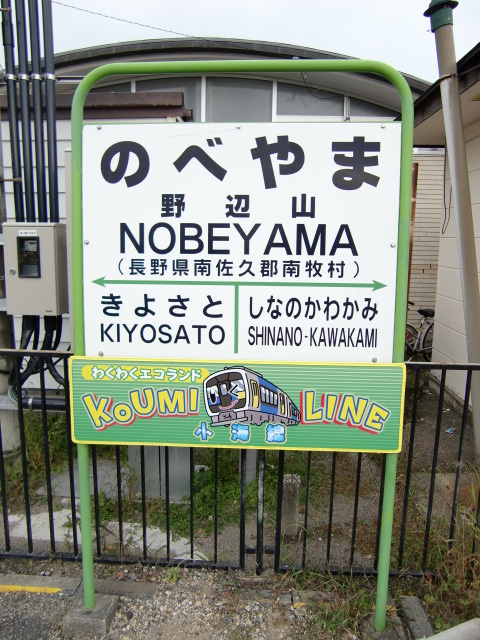 のべやま
野辺山
NOBEYAMA
(長野県南佐久郡南牧村)
きよさと しなのかわかみ
KIYOSATO SHINANO-KAWAKAMI
わくわくエコランド
KoUMI LINE
小海線